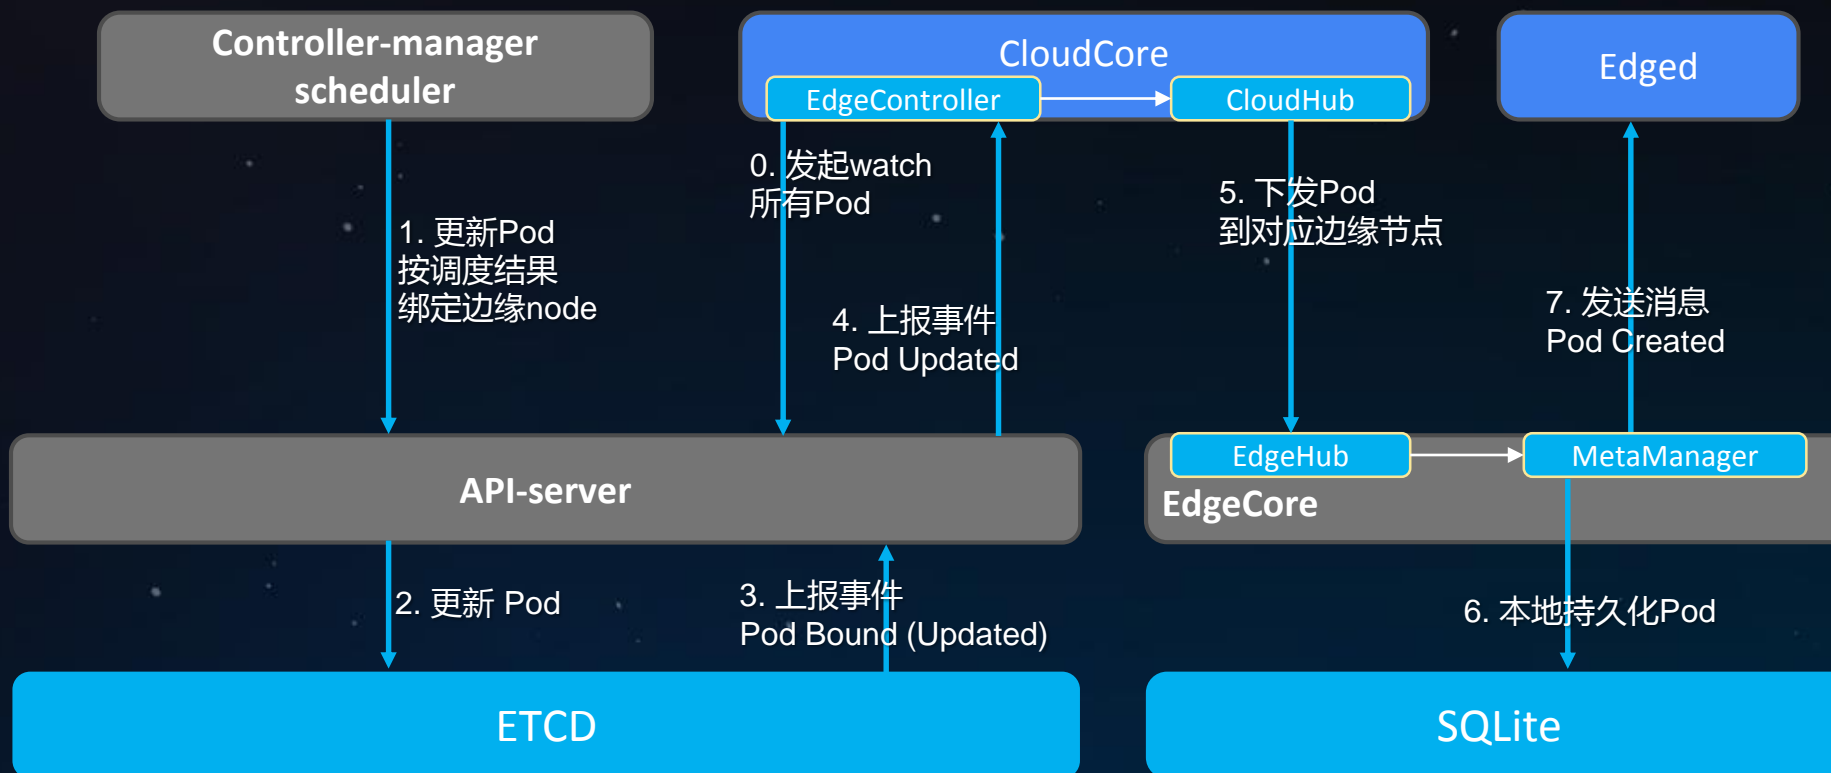 Controller-manager
scheduler
CloudCore
EdgeController
CloudHub
Edged
0. 发起watch
所有Pod
1. 更新Pod
按调度结果
绑定边缘node
4. 上报事件
Pod Updated
5. 下发Pod
到对应边缘节点
7. 发送消息
Pod Created
API-server
EdgeHub
MetaManager
EdgeCore
2. 更新 Pod
3. 上报事件
Pod Bound (Updated)
6. 本地持久化Pod
ETCD
SQLite